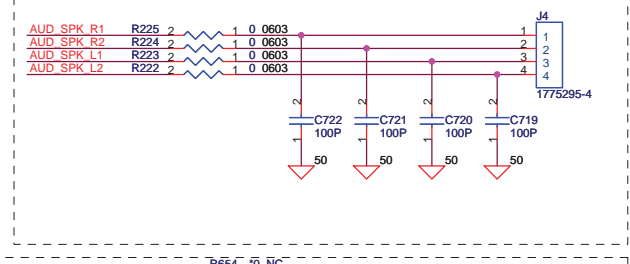 J4
AUD_SPK_R1 R225 2 1 0 0603 1 1
AUD_SPK_R2 R224 2 1 0 0603 2 2
AUD_SPK_L1 R223 2 1 0 0603 3 3
AUD_SPK_L2 R222 2 1 0 0603 4 4
1775295-4
2 2 2 2
C722 C721 C720 C719
100P 100P 100P 100P
1 1 1 1
50 50 50 50
R654 *0_NC